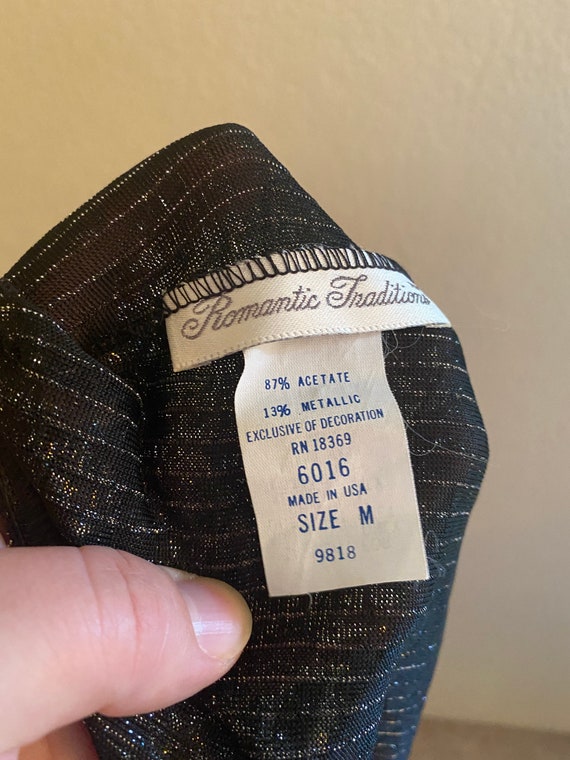 Romantic Traditions
87% ACETATE
13% METALLIC
EXCLUSIVE OF DECORATION
RN 18369
6016
MADE IN USA
SIZE M
9818